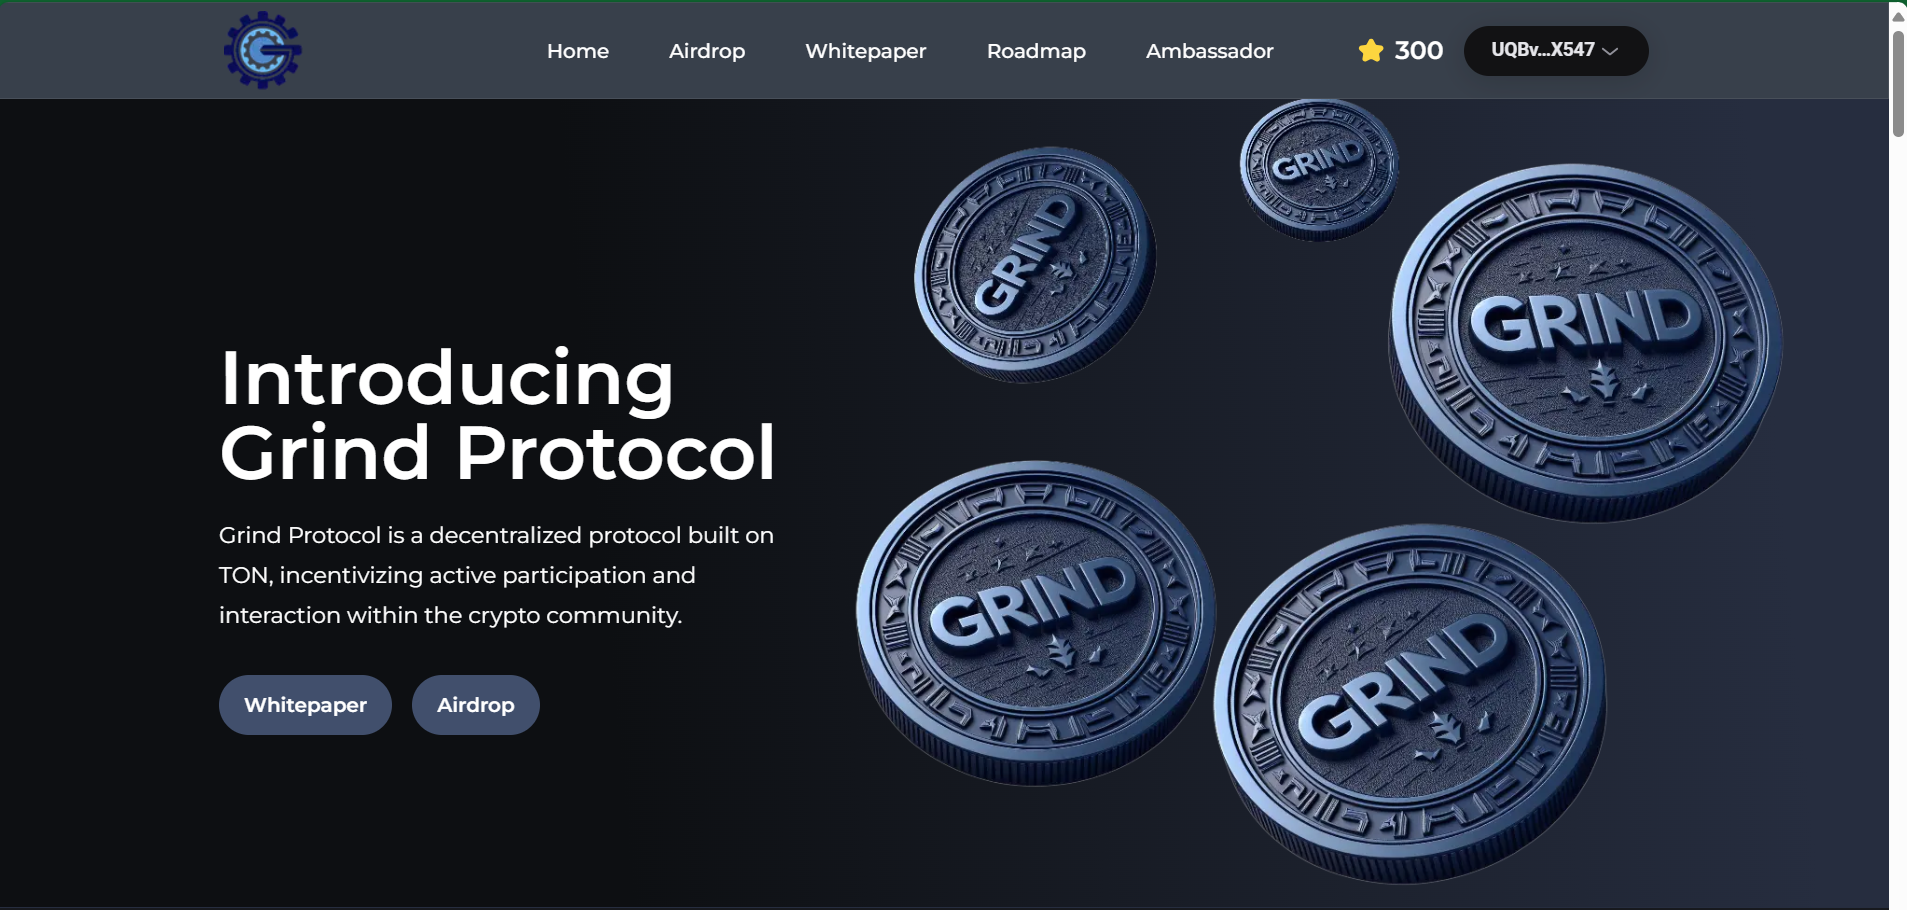 Home Airdrop Whitepaper Roadmap Ambassador 300 UQBv...X547
GRIND
GRIND
GRIND
Introducing
Grind Protocol
Grind Protocol is a decentralized protocol built on
TON, incentivizing active participation and
interaction within the crypto community.
Whitepaper Airdrop
GRIND
GRIND